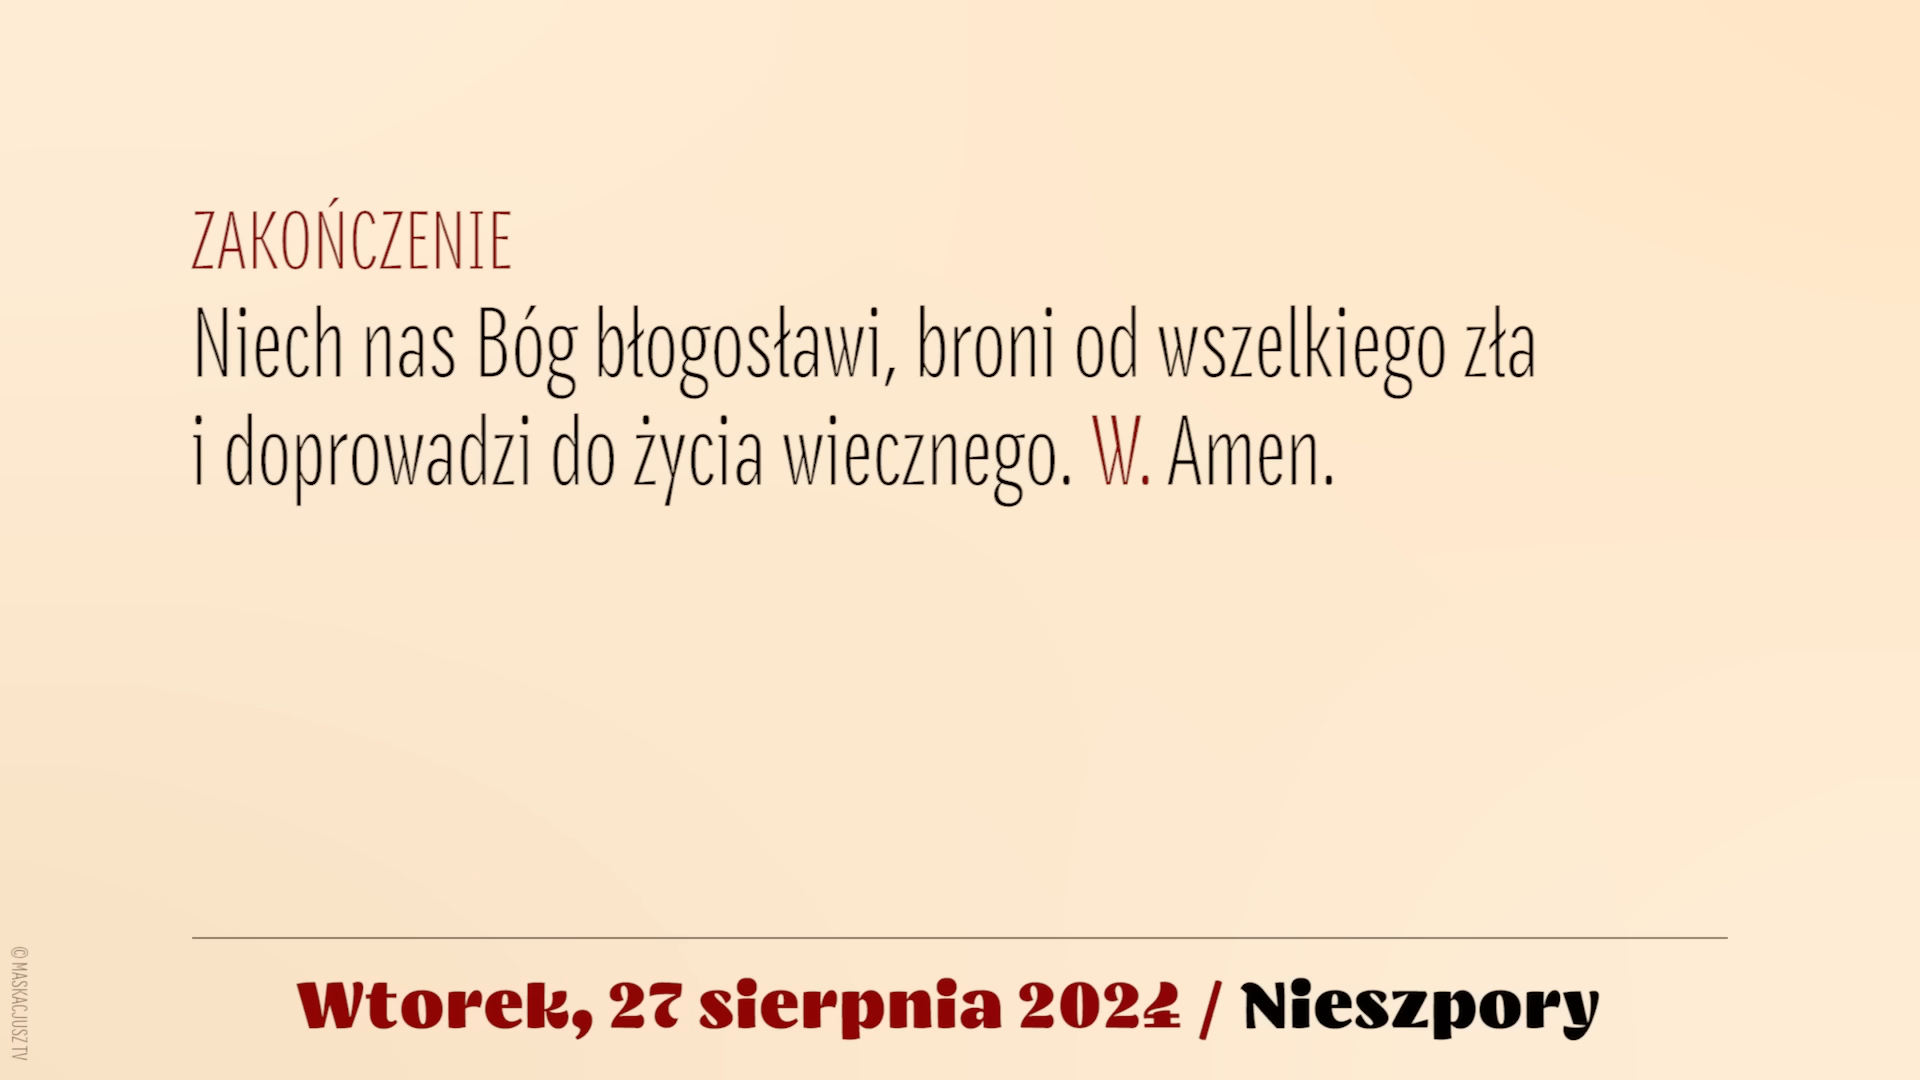 ZAKOŃCZENIE
Niech nas Bóg błogosławi, broni od wszelkiego zła
i doprowadzi do życia wiecznego. W. Amen.
Wtorek, 27 sierpnia 2024 / Nieszpory
© MASKACJUSZ TV